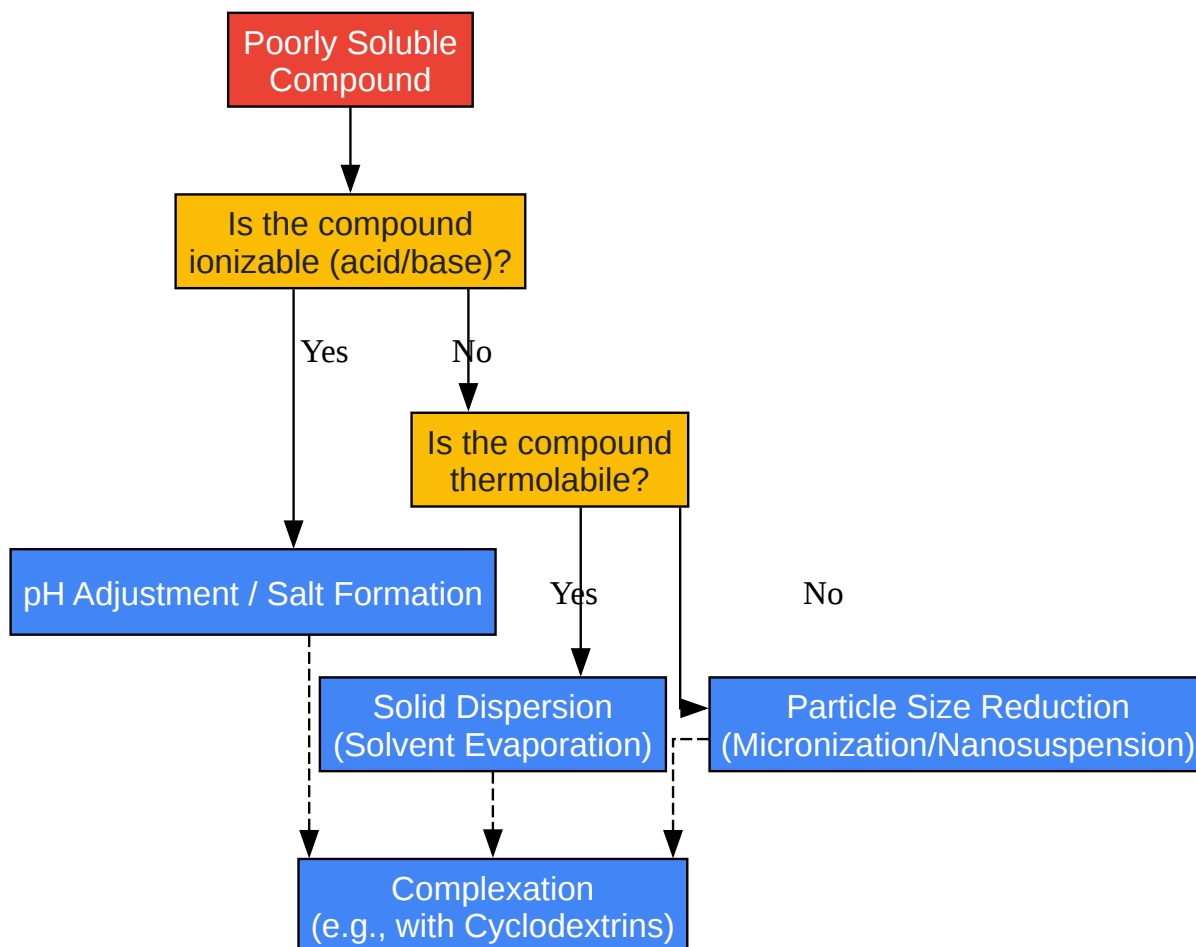 Poorly Soluble
Compound
Is the compound
ionizable (acid/base)?
Yes
No
Is the compound
thermolabile?
pH Adjustment / Salt Formation
Yes
No
Solid Dispersion
(Solvent Evaporation)
Particle Size Reduction
(Micronization/Nanosuspension)
Complexation
(e.g., with Cyclodextrins)